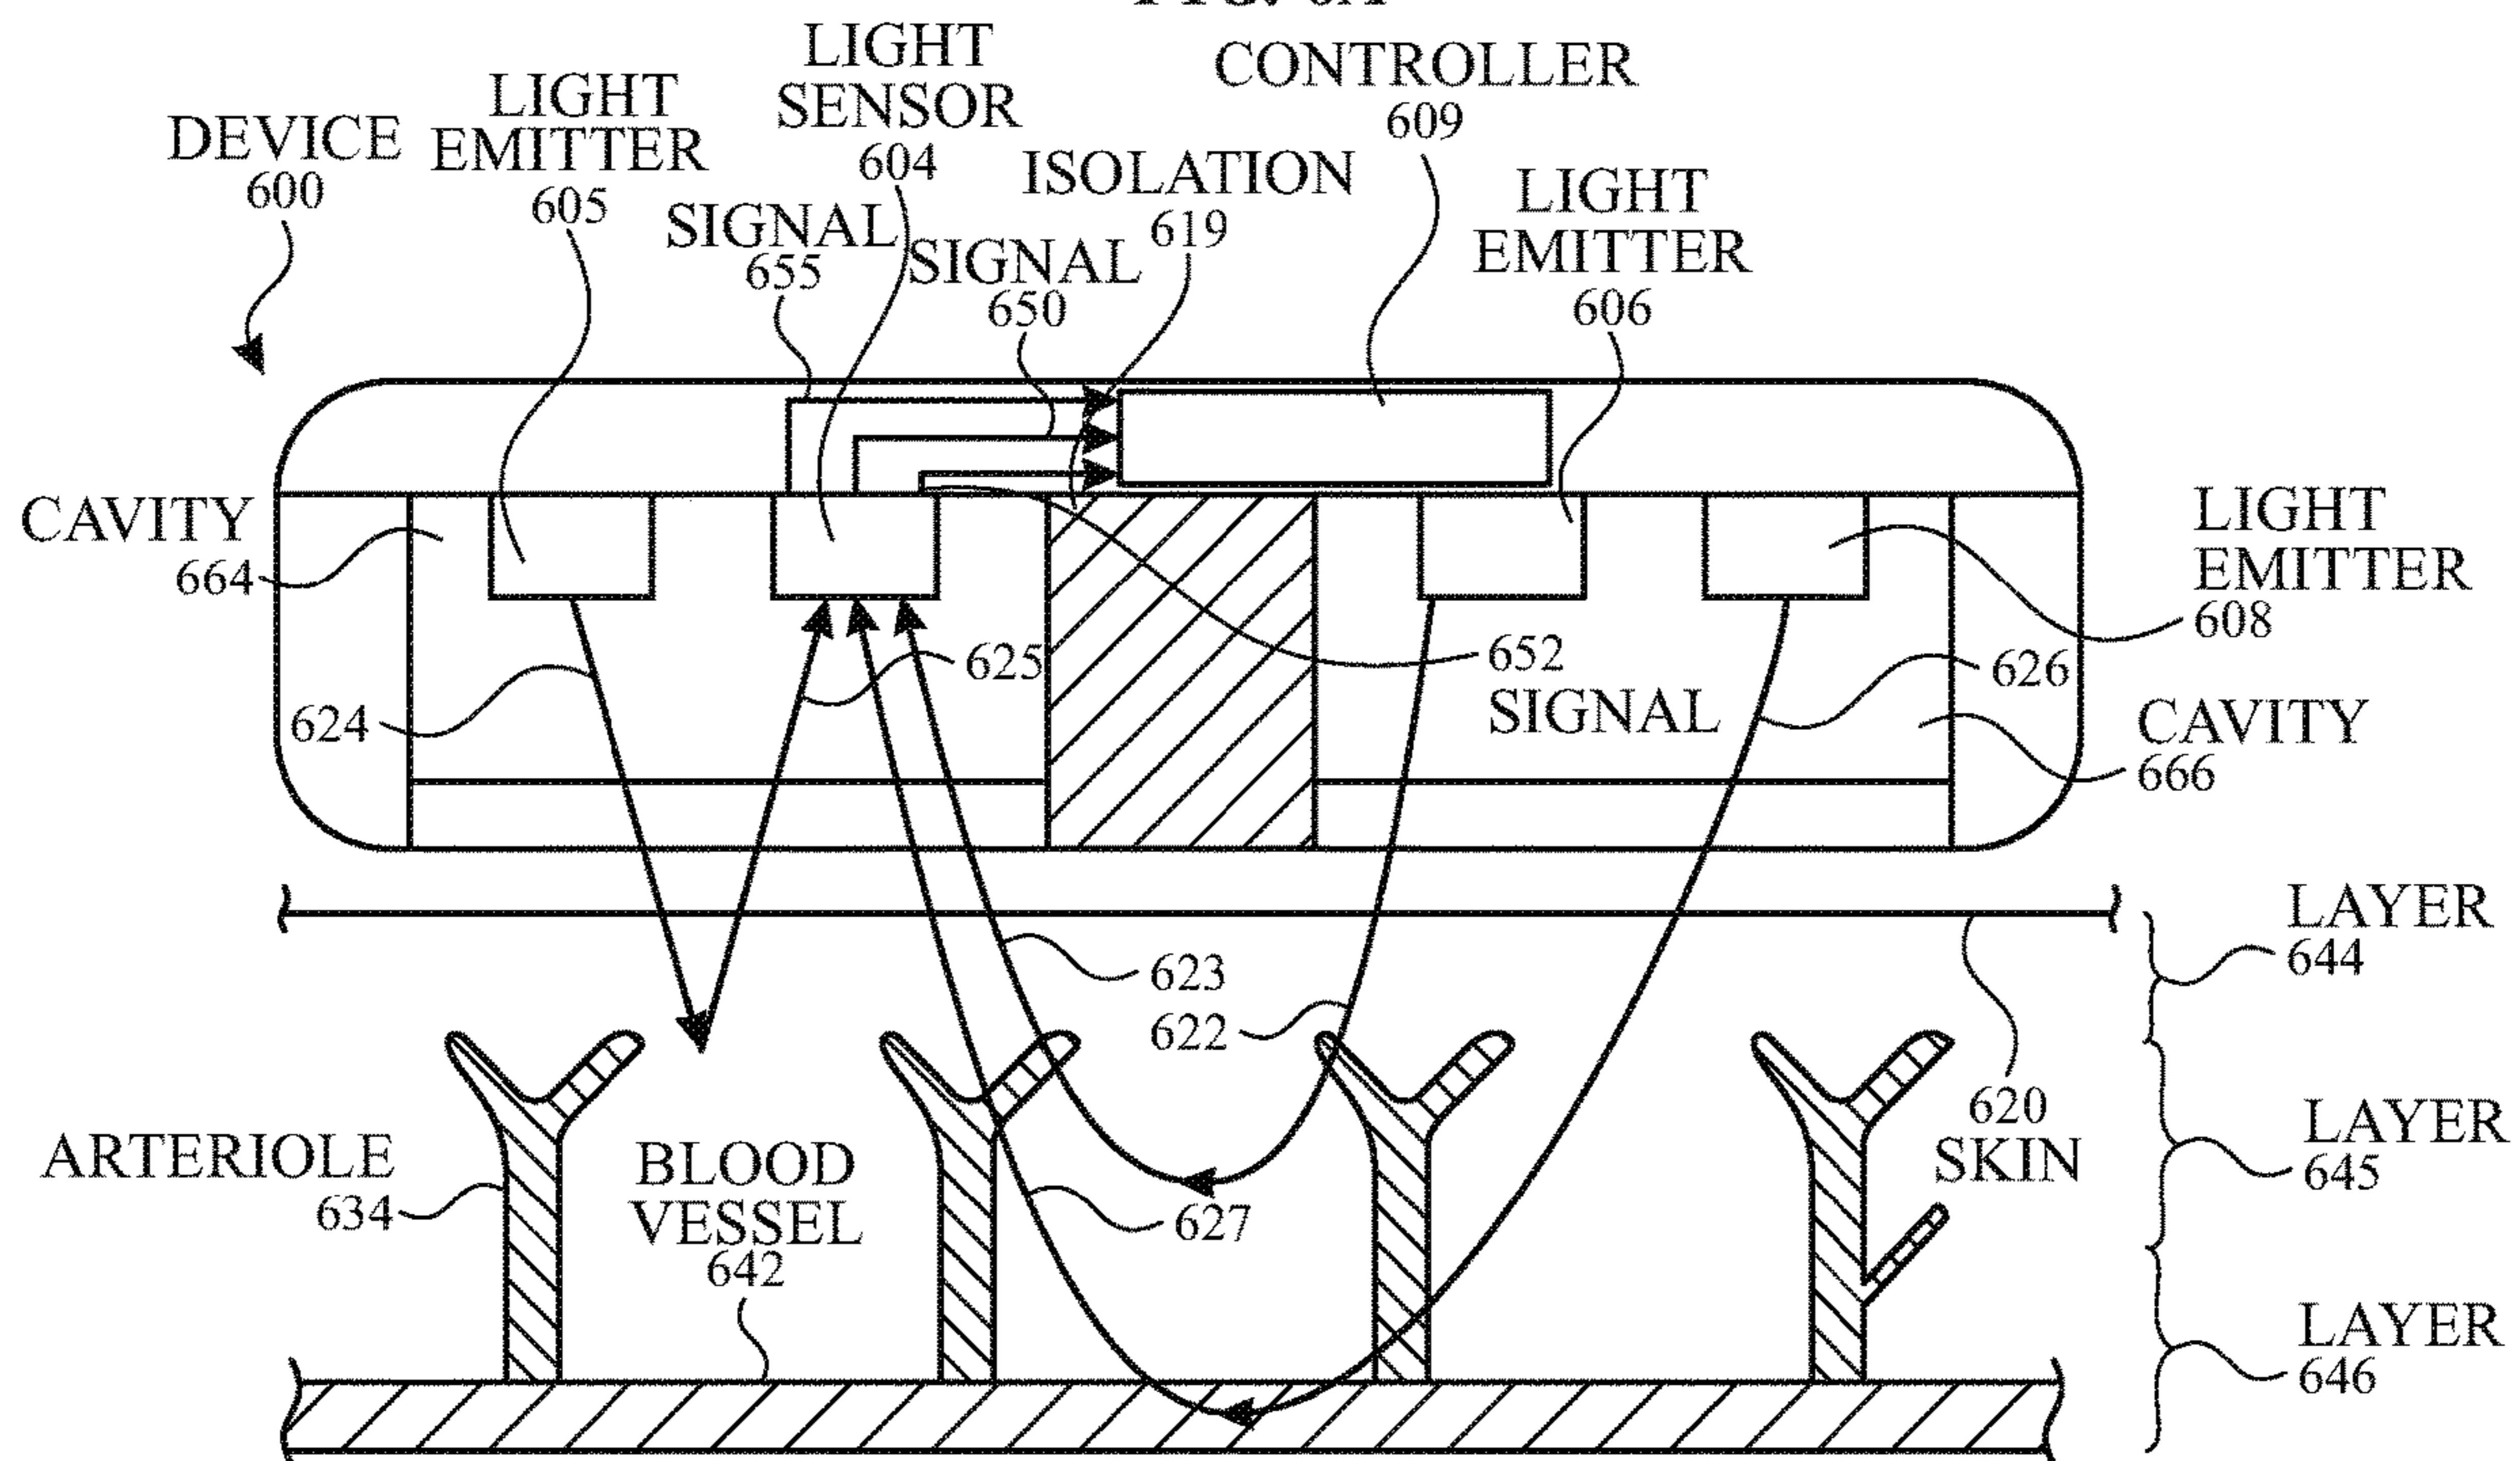 DEVICE
600
LIGHT
EMITTER
605
LIGHT
SENSOR
604
SIGNAL
655
SIGNAL
650
ISOLATION
619
CONTROLLER
609
LIGHT
EMITTER
606
CAVITY
664
LIGHT
EMITTER
608
624
625
652
SIGNAL
626
CAVITY
666
LAYER
644
623
622
620
SKIN
LAYER
645
ARTERIOLE
634
BLOOD
VESSEL
642
627
LAYER
646